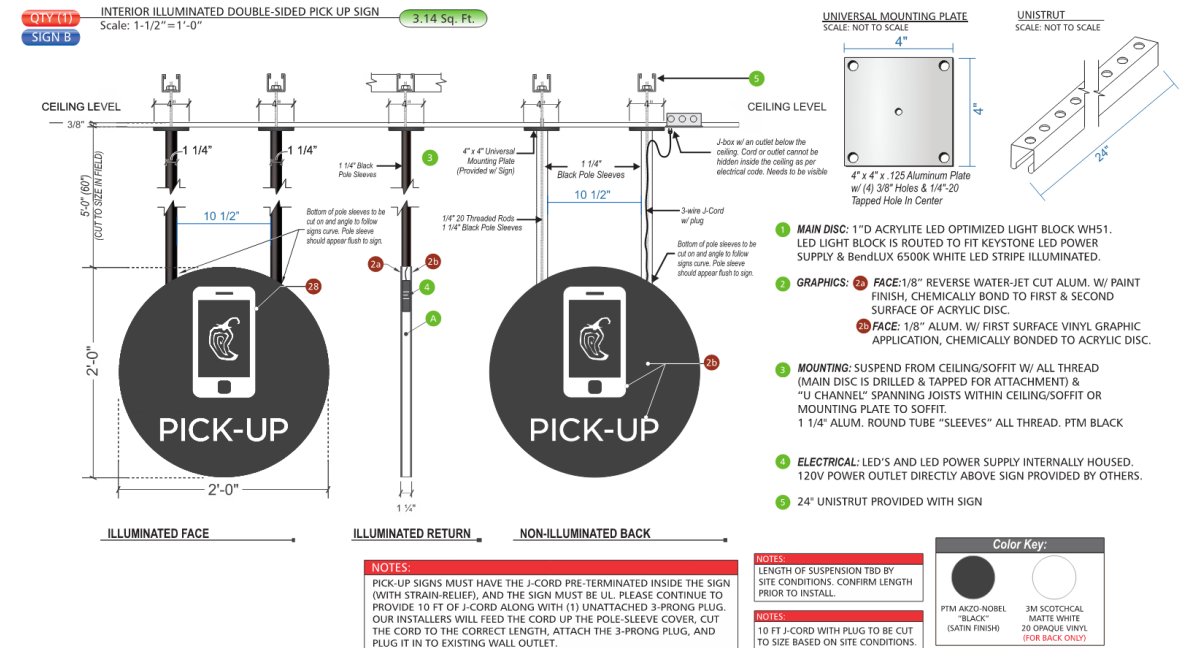 QTY (1)
SIGN B
INTERIOR ILLUMINATED DOUBLE-SIDED PICK UP SIGN
Scale: 1-1/2”=1’-0”
3.14 Sq. Ft.
UNIVERSAL MOUNTING PLATE
SCALE: NOT TO SCALE
4"
4"
4" x 4" x .125 Aluminum Plate
w/ (4) 3/8" Holes & 1/4"-20
Tapped Hole In Center
UNISTRUT
SCALE: NOT TO SCALE
24"
CEILING LEVEL
3/8"
4"
4"
4"
4"
4"
5
CEILING LEVEL
1 1/4"
1 1/4"
5'-0" (60")
(CUT TO SIZE IN FIELD)
10 1/2"
Bottom of pole sleeves to be
cut on and angle to follow
signs curve. Pole sleeve
should appear flush to sign.
1 1/4" Black
Pole Sleeves
3
4" x 4" Universal
Mounting Plate
(Provided w/ Sign)
1 1/4"
Black Pole Sleeves
10 1/2"
1/4" 20 Threaded Rods
1 1/4" Black Pole Sleeves
3-wire J-Cord
w/ plug
J-box w/ an outlet below the
ceiling. Cord or outlet cannot be
hidden inside the ceiling as per
electrical code. Needs to be visible
Bottom of pole sleeves to be
cut on and angle to follow
signs curve. Pole sleeve
should appear flush to sign.
2a
2b
28
4
A
2b
PICK-UP
PICK-UP
2'-0"
2'-0"
1 ¼"
ILLUMINATED FACE
ILLUMINATED RETURN
NON-ILLUMINATED BACK
1 MAIN DISC: 1”D ACRYLITE LED OPTIMIZED LIGHT BLOCK WH51.
LED LIGHT BLOCK IS ROUTED TO FIT KEYSTONE LED POWER
SUPPLY & BendLUX 6500K WHITE LED STRIPE ILLUMINATED.
2 GRAPHICS: 2a FACE:1/8” REVERSE WATER-JET CUT ALUM. W/ PAINT
FINISH, CHEMICALLY BOND TO FIRST & SECOND
SURFACE OF ACRYLIC DISC.
2b FACE: 1/8” ALUM. W/ FIRST SURFACE VINYL GRAPHIC
APPLICATION, CHEMICALLY BONDED TO ACRYLIC DISC.
3 MOUNTING: SUSPEND FROM CEILING/SOFFIT W/ ALL THREAD
(MAIN DISC IS DRILLED & TAPPED FOR ATTACHMENT) &
“U CHANNEL” SPANNING JOISTS WITHIN CEILING/SOFFIT OR
MOUNTING PLATE TO SOFFIT.
1 1/4" ALUM. ROUND TUBE “SLEEVES” ALL THREAD. PTM BLACK
4 ELECTRICAL: LED’S AND LED POWER SUPPLY INTERNALLY HOUSED.
120V POWER OUTLET DIRECTLY ABOVE SIGN PROVIDED BY OTHERS.
5 24" UNISTRUT PROVIDED WITH SIGN
NOTES:
PICK-UP SIGNS MUST HAVE THE J-CORD PRE-TERMINATED INSIDE THE SIGN
(WITH STRAIN-RELIEF), AND THE SIGN MUST BE UL. PLEASE CONTINUE TO
PROVIDE 10 FT OF J-CORD ALONG WITH (1) UNATTACHED 3-PRONG PLUG.
OUR INSTALLERS WILL FEED THE CORD UP THE POLE-SLEEVE COVER, CUT
THE CORD TO THE CORRECT LENGTH, ATTACH THE 3-PRONG PLUG, AND
PLUG IT IN TO EXISTING WALL OUTLET.
NOTES:
LENGTH OF SUSPENSION TBD BY
SITE CONDITIONS. CONFIRM LENGTH
PRIOR TO INSTALL.
NOTES:
10 FT J-CORD WITH PLUG TO BE CUT
TO SIZE BASED ON SITE CONDITIONS.
Color Key:
PTM AKZO-NOBEL
"BLACK"
(SATIN FINISH)
3M SCOTCHCAL
MATTE WHITE
20 OPAQUE VINYL
(FOR BACK ONLY)